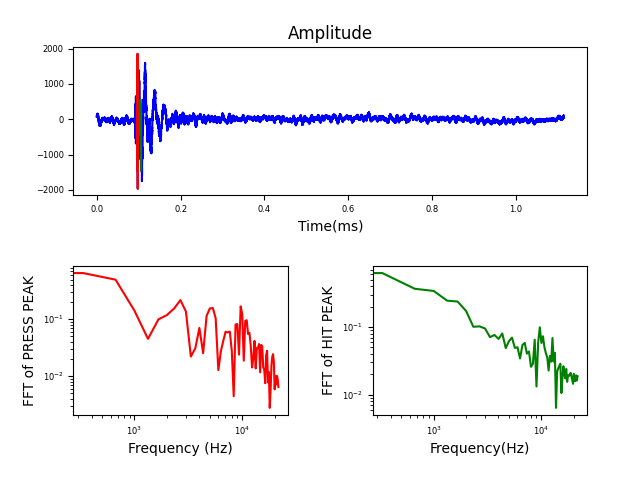 Amplitude
2000
1000
0
−1000
−2000
0.0 0.2 0.4 0.6 0.8 1.0
Time(ms)
FFT of PRESS PEAK
10⁻¹
10⁻²
10³ 10⁴
Frequency (Hz)
FFT of HIT PEAK
10⁻¹
10⁻²
10³ 10⁴
Frequency(Hz)